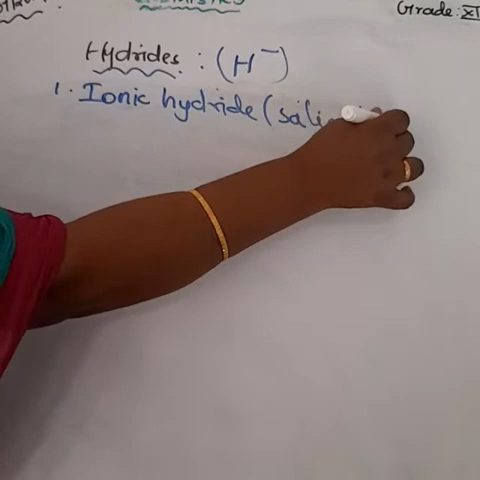 Grade: XI
Hydrides : (H⁻)
1. Ionic hydride (sali